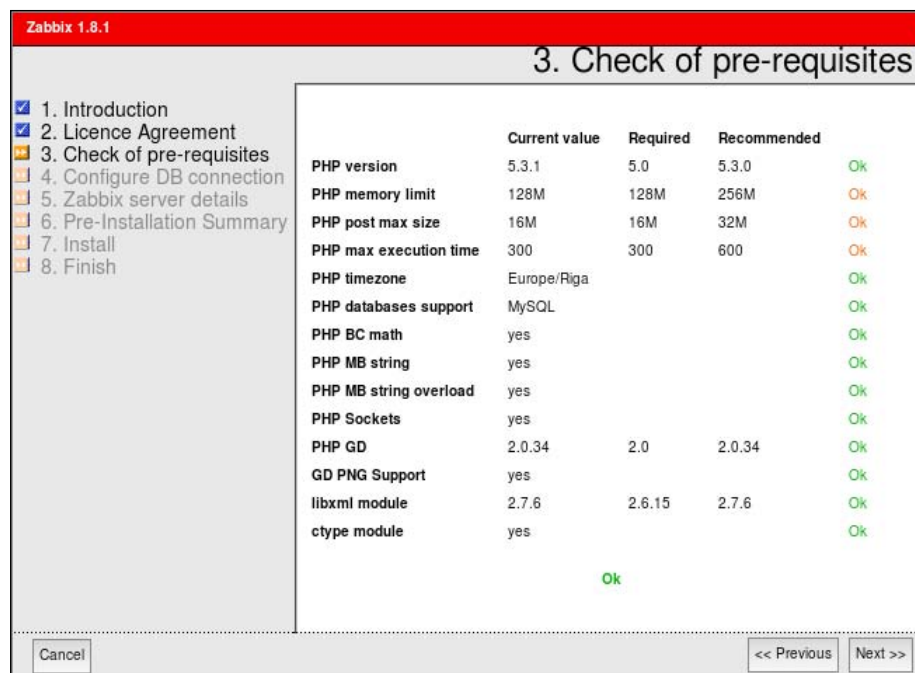 Zabbix 1.8.1
3. Check of pre-requisites
1. Introduction
2. Licence Agreement
3. Check of pre-requisites
4. Configure DB connection
5. Zabbix server details
6. Pre-Installation Summary
7. Install
8. Finish
Current value Required Recommended
PHP version 5.3.1 5.0 5.3.0 Ok
PHP memory limit 128M 128M 256M Ok
PHP post max size 16M 16M 32M Ok
PHP max execution time 300 300 600 Ok
PHP timezone Europe/Riga Ok
PHP databases support MySQL Ok
PHP BC math yes Ok
PHP MB string yes Ok
PHP MB string overload yes Ok
PHP Sockets yes Ok
PHP GD 2.0.34 2.0 2.0.34 Ok
GD PNG Support yes Ok
libxml module 2.7.6 2.6.15 2.7.6 Ok
ctype module yes Ok
Ok
Cancel << Previous Next >>